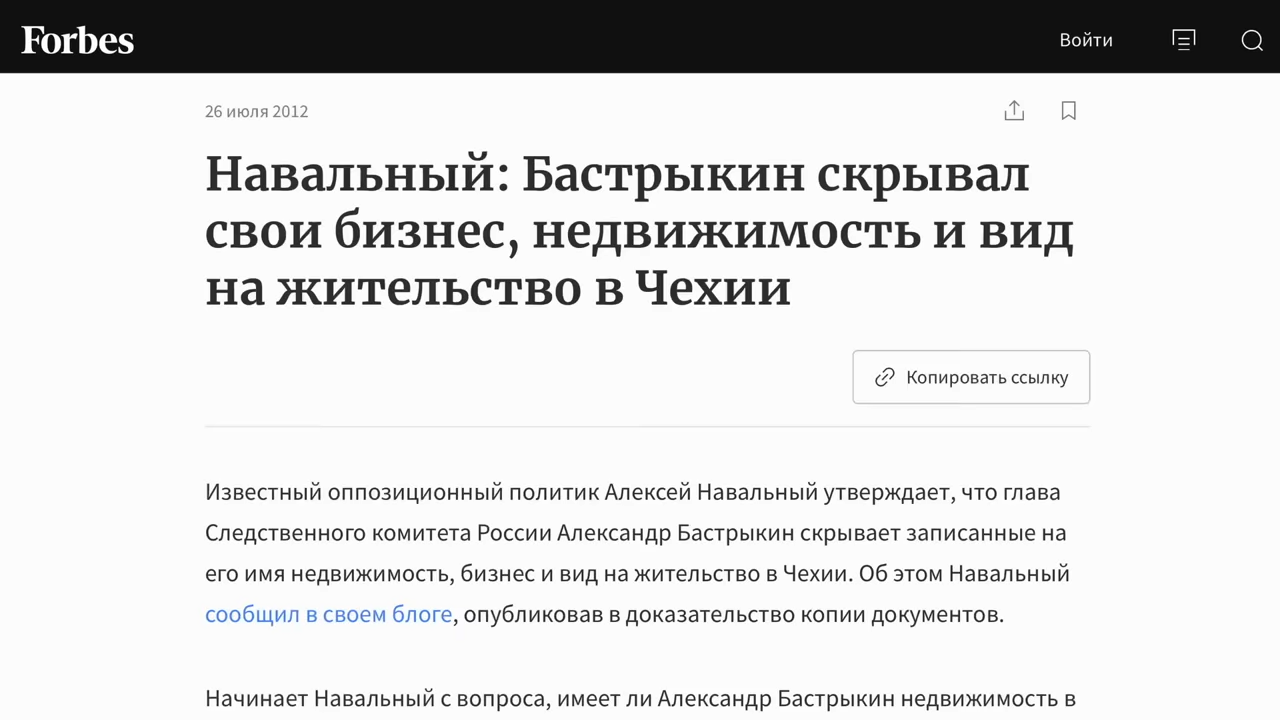 Forbes
Войти
26 июля 2012
Навальный: Бастрыкин скрывал
свои бизнес, недвижимость и вид
на жительство в Чехии
Копировать ссылку
Известный оппозиционный политик Алексей Навальный утверждает, что глава
Следственного комитета России Александр Бастрыкин скрывает записанные на
его имя недвижимость, бизнес и вид на жительство в Чехии. Об этом Навальный
сообщил в своем блоге, опубликовав в доказательство копии документов.
Начинает Навальный с вопроса, имеет ли Александр Бастрыкин недвижимость в